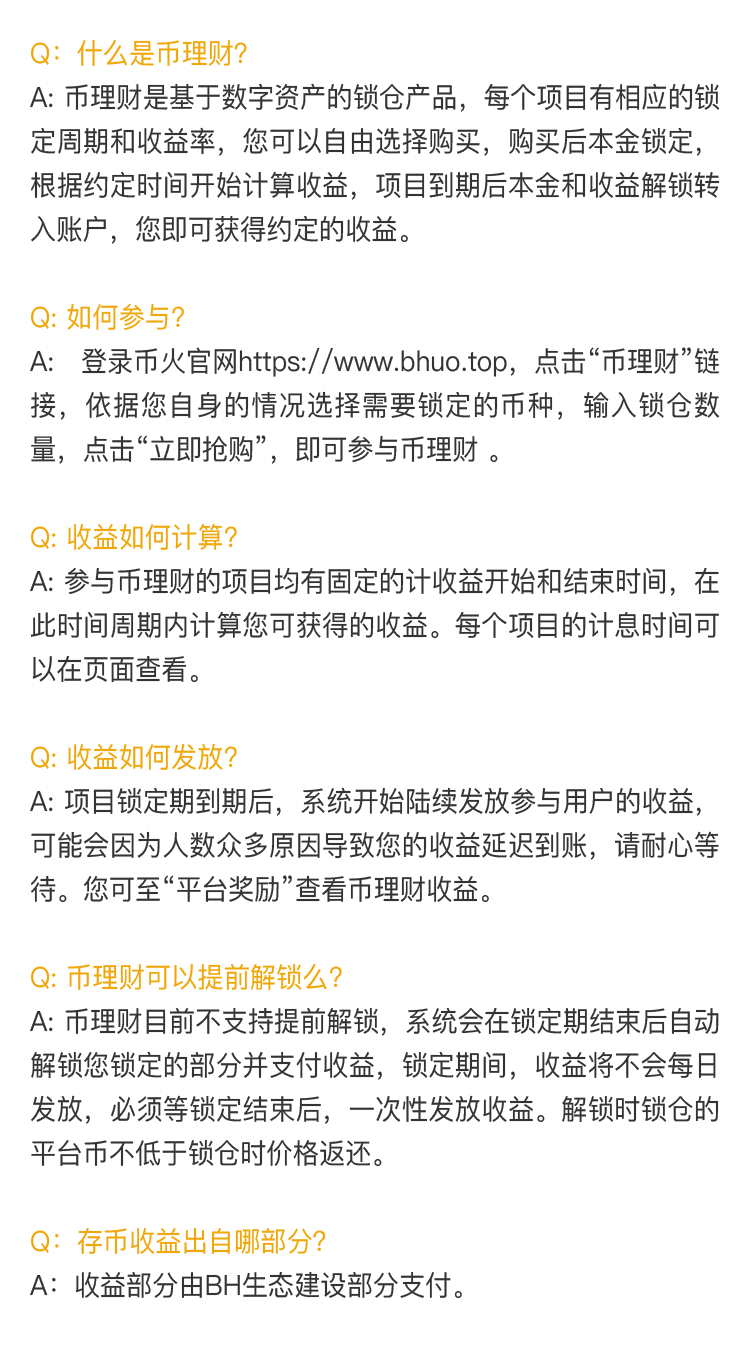 Q：什么是币理财？
A: 币理财是基于数字资产的锁仓产品，每个项目有相应的锁
定周期和收益率，您可以自由选择购买，购买后本金锁定，
根据约定时间开始计算收益，项目到期后本金和收益解锁转
入账户，您即可获得约定的收益。
Q: 如何参与？
A:　登录币火官网https://www.bhuo.top，点击“币理财”链
接，依据您自身的情况选择需要锁定的币种，输入锁仓数
量，点击“立即抢购”，即可参与币理财 。
Q: 收益如何计算？
A: 参与币理财的项目均有固定的计收益开始和结束时间，在
此时间周期内计算您可获得的收益。每个项目的计息时间可
以在页面查看。
Q: 收益如何发放？
A: 项目锁定期到期后，系统开始陆续发放参与用户的收益，
可能会因为人数众多原因导致您的收益延迟到账，请耐心等
待。您可至“平台奖励”查看币理财收益。
Q: 币理财可以提前解锁么？
A: 币理财目前不支持提前解锁，系统会在锁定期结束后自动
解锁您锁定的部分并支付收益，锁定期间，收益将不会每日
发放，必须等锁定结束后，一次性发放收益。解锁时锁仓的
平台币不低于锁仓时价格返还。
Q：存币收益出自哪部分？
A：收益部分由BH生态建设部分支付。